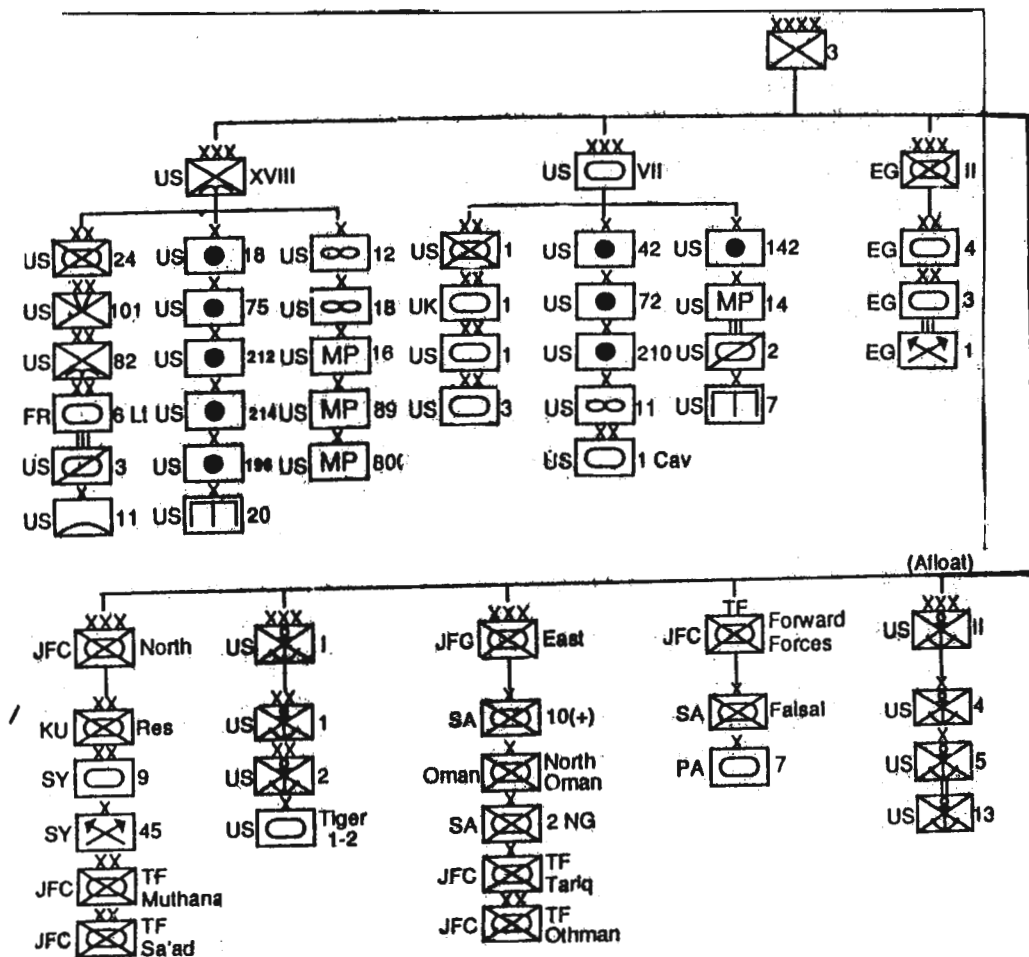 XXXX
3
XXX XXX XXX
US XVIII US VII EG II
XX X X XX X X XX
US 24 US 18 US 12 US 1 US 42 US 142 EG 4
XX X X XX X X XX
US 101 US 75 US 18 UK 1 US 72 US MP 14 EG 3
XX X X XX X III III
US 82 US 212 US MP 16 US 1 US 210 US 2 EG 1
XX X X XX X X
FR 6 Lt US 214 US MP 89 US 3 US 11 US 7
III X X XX
US 3 US 196 US MP US 1 Cav
X X
US 11 US 20
(Afloat)
XXX XXX XXX TF XXX
JFC North US I JFG East JFC Forward
Forces
US II
XX XX X X X
KU Res US 1 SA 10(+) SA Faisal US 4
XX XX X X X
SY 9 US 2 Oman North
Oman
PA 7 US 5
X X X
SY 45 US Tiger
1-2
SA 2 NG US 13
XX X
JFC TF
Muthana
JFC TF
Tariq
XX XX
JFC TF
Sa'ad
JFC TF
Othman